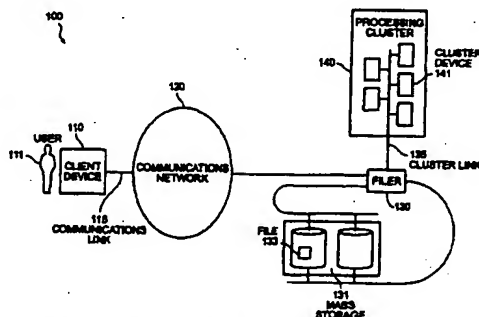 100
PROCESSING
CLUSTER
140
CLUSTER
DEVICE
141
120
USER
110
111
CLIENT
DEVICE
COMMUNICATIONS
NETWORK
135
CLUSTER LINK
FILER
130
115
COMMUNICATIONS
LINK
FILE
133
131
MASS
STORAGE